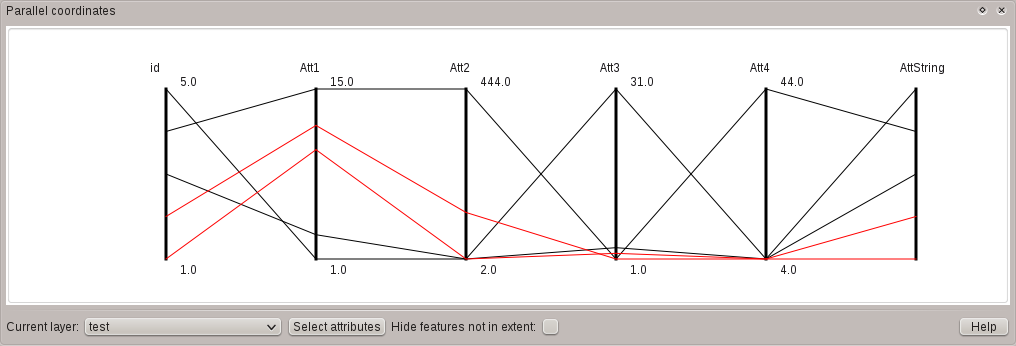 Parallel coordinates
id Att1 Att2 Att3 Att4 AttString
5.0 15.0 444.0 31.0 44.0
1.0 1.0 2.0 1.0 4.0
Current layer: test Select attributes Hide features not in extent: Help